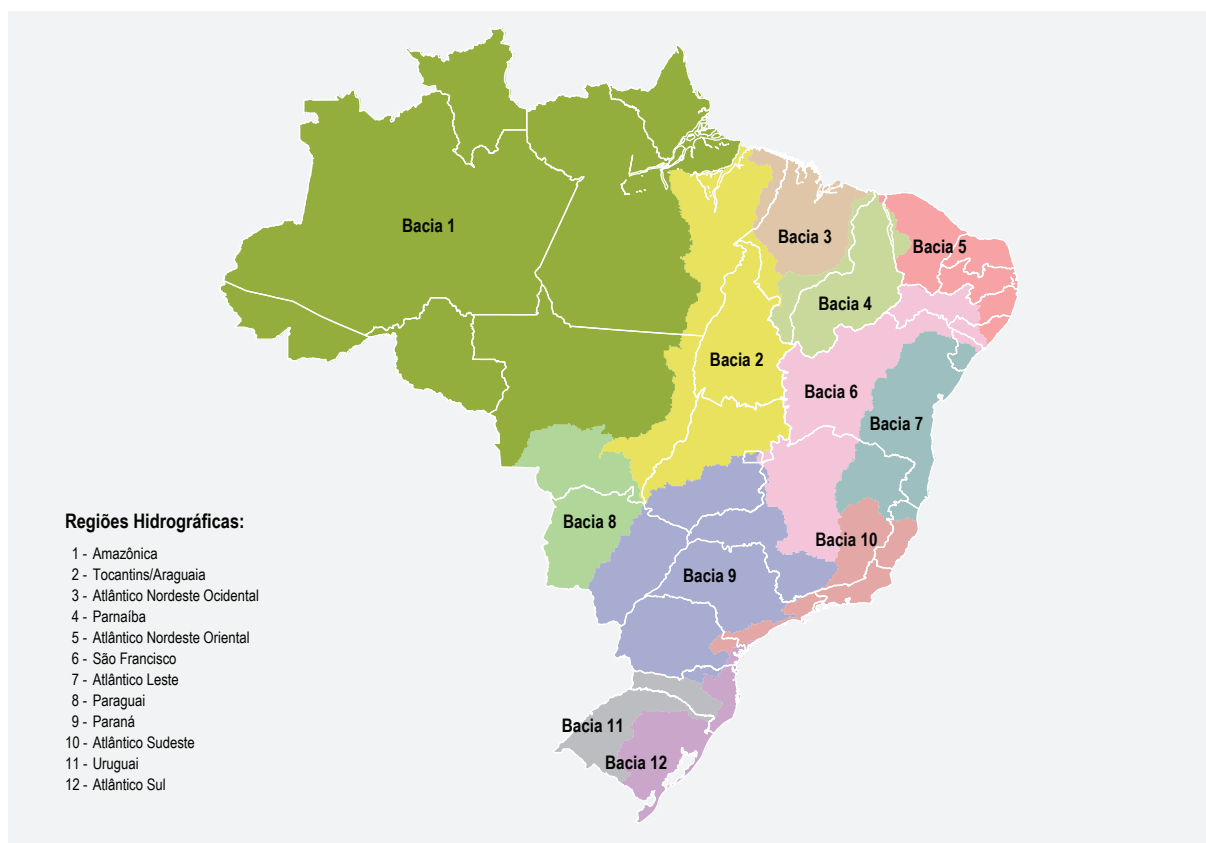 Bacia 1
Bacia 3
Bacia 5
Bacia 4
Bacia 2
Bacia 6
Bacia 7
Bacia 8
Bacia 10
Bacia 9
Bacia 11
Bacia 12
Regiões Hidrográficas:
1 - Amazônica
2 - Tocantins/Araguaia
3 - Atlântico Nordeste Ocidental
4 - Parnaíba
5 - Atlântico Nordeste Oriental
6 - São Francisco
7 - Atlântico Leste
8 - Paraguai
9 - Paraná
10 - Atlântico Sudeste
11 - Uruguai
12 - Atlântico Sul